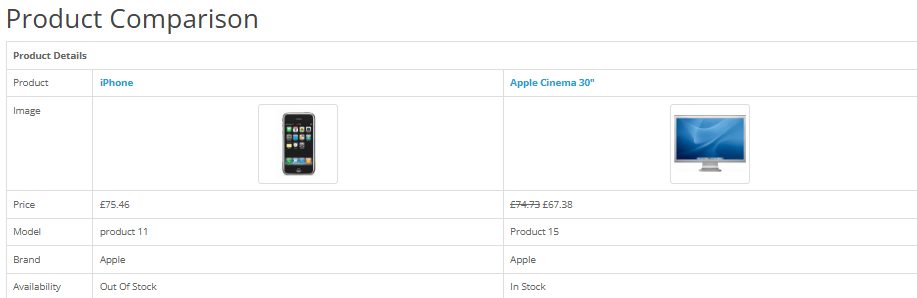 Product Comparison
Product Details
Product iPhone Apple Cinema 30"
Image
Price £75.46 £74.73 £67.38
Model product 11 Product 15
Brand Apple Apple
Availability Out Of Stock In Stock